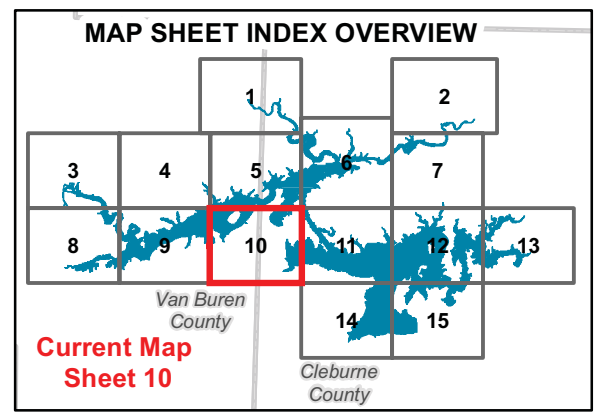 MAP SHEET INDEX OVERVIEW
1
2
3
4
5
6
7
8
9
10
11
12
13
Van Buren
County
14
15
Current Map
Sheet 10
Cleburne
County